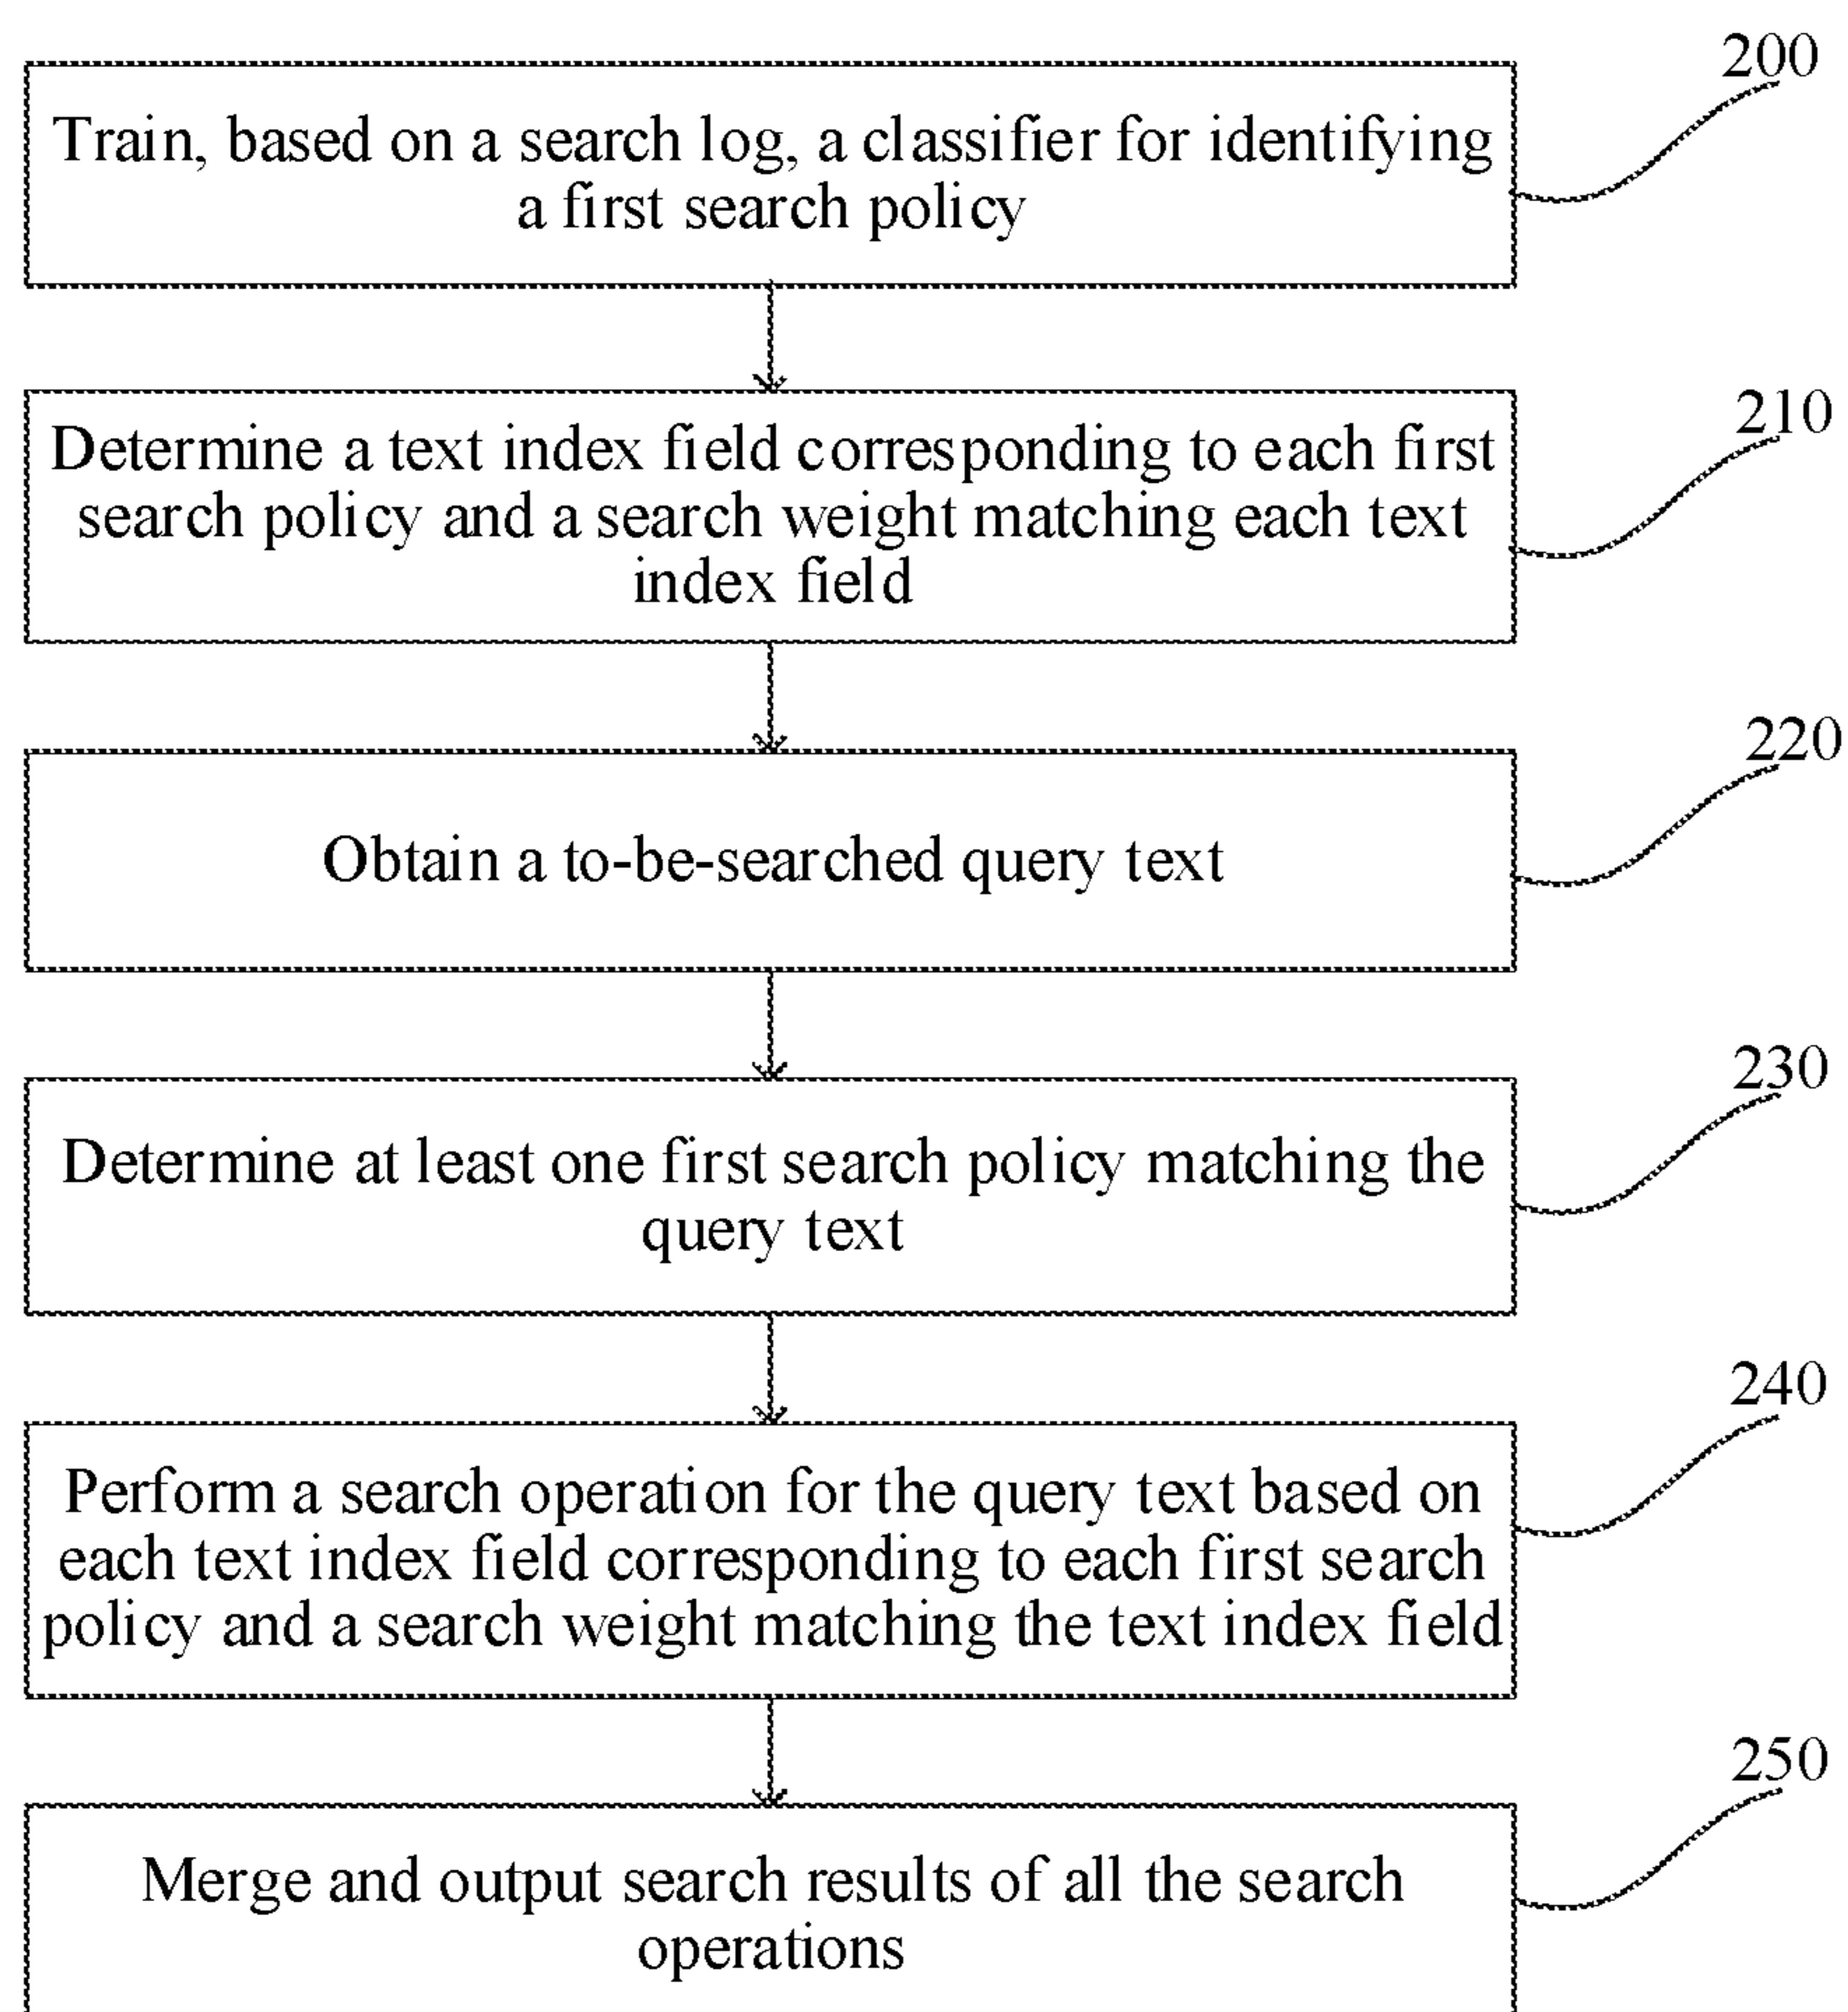 200
Train, based on a search log, a classifier for identifying
a first search policy
210
Determine a text index field corresponding to each first
search policy and a search weight matching each text
index field
220
Obtain a to-be-searched query text
230
Determine at least one first search policy matching the
query text
240
Perform a search operation for the query text based on
each text index field corresponding to each first search
policy and a search weight matching the text index field
250
Merge and output search results of all the search
operations